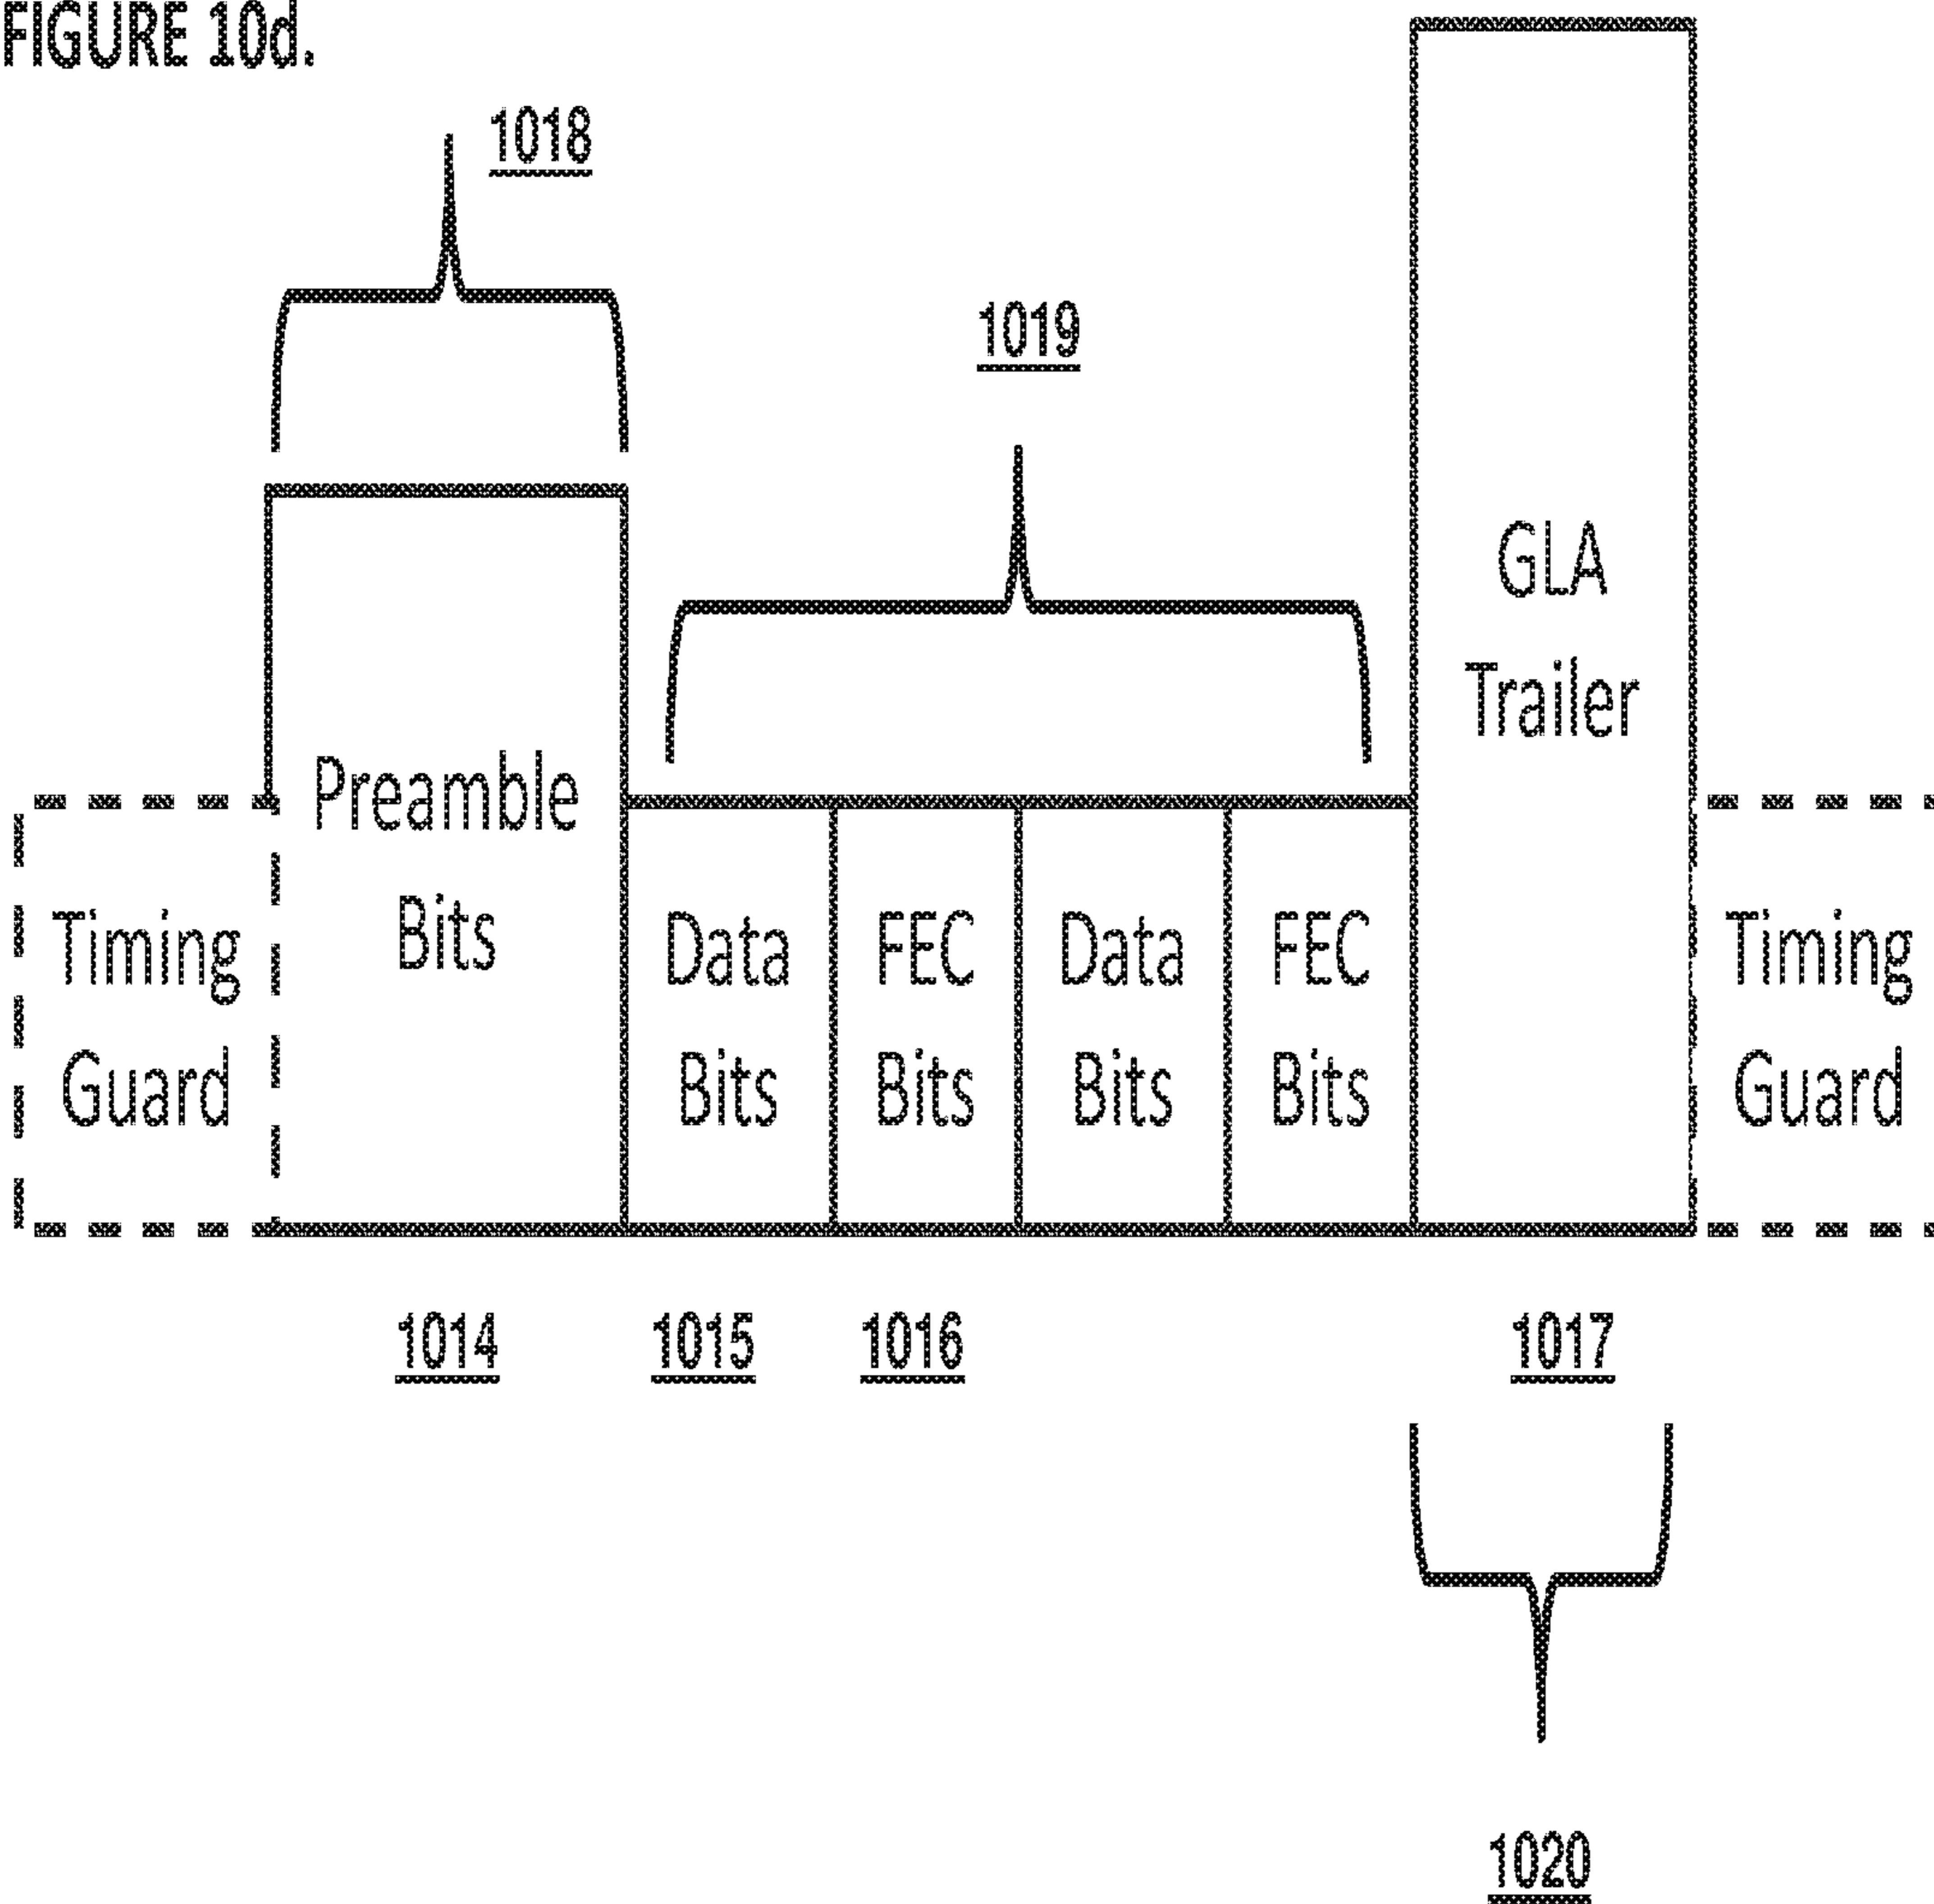 FIGURE 10d.
1018
1019
GLA
Trailer
Preamble
Bits
Timing
Guard
Data
Bits
FEC
Bits
Data
Bits
FEC
Bits
Timing
Guard
1014
1015
1016
1017
1020